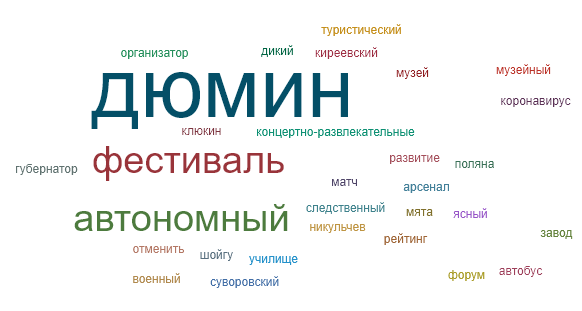 туристический
организатор
дикий
киреевский
музей
музейный
дюмин
коронавирус
клюкин
концертно-развлекательные
фестиваль
развитие
поляна
губернатор
матч
арсенал
автономный
следственный
мята
ясный
никульчев
рейтинг
завод
отменить
шойгу
училище
форум
автобус
военный
суворовский